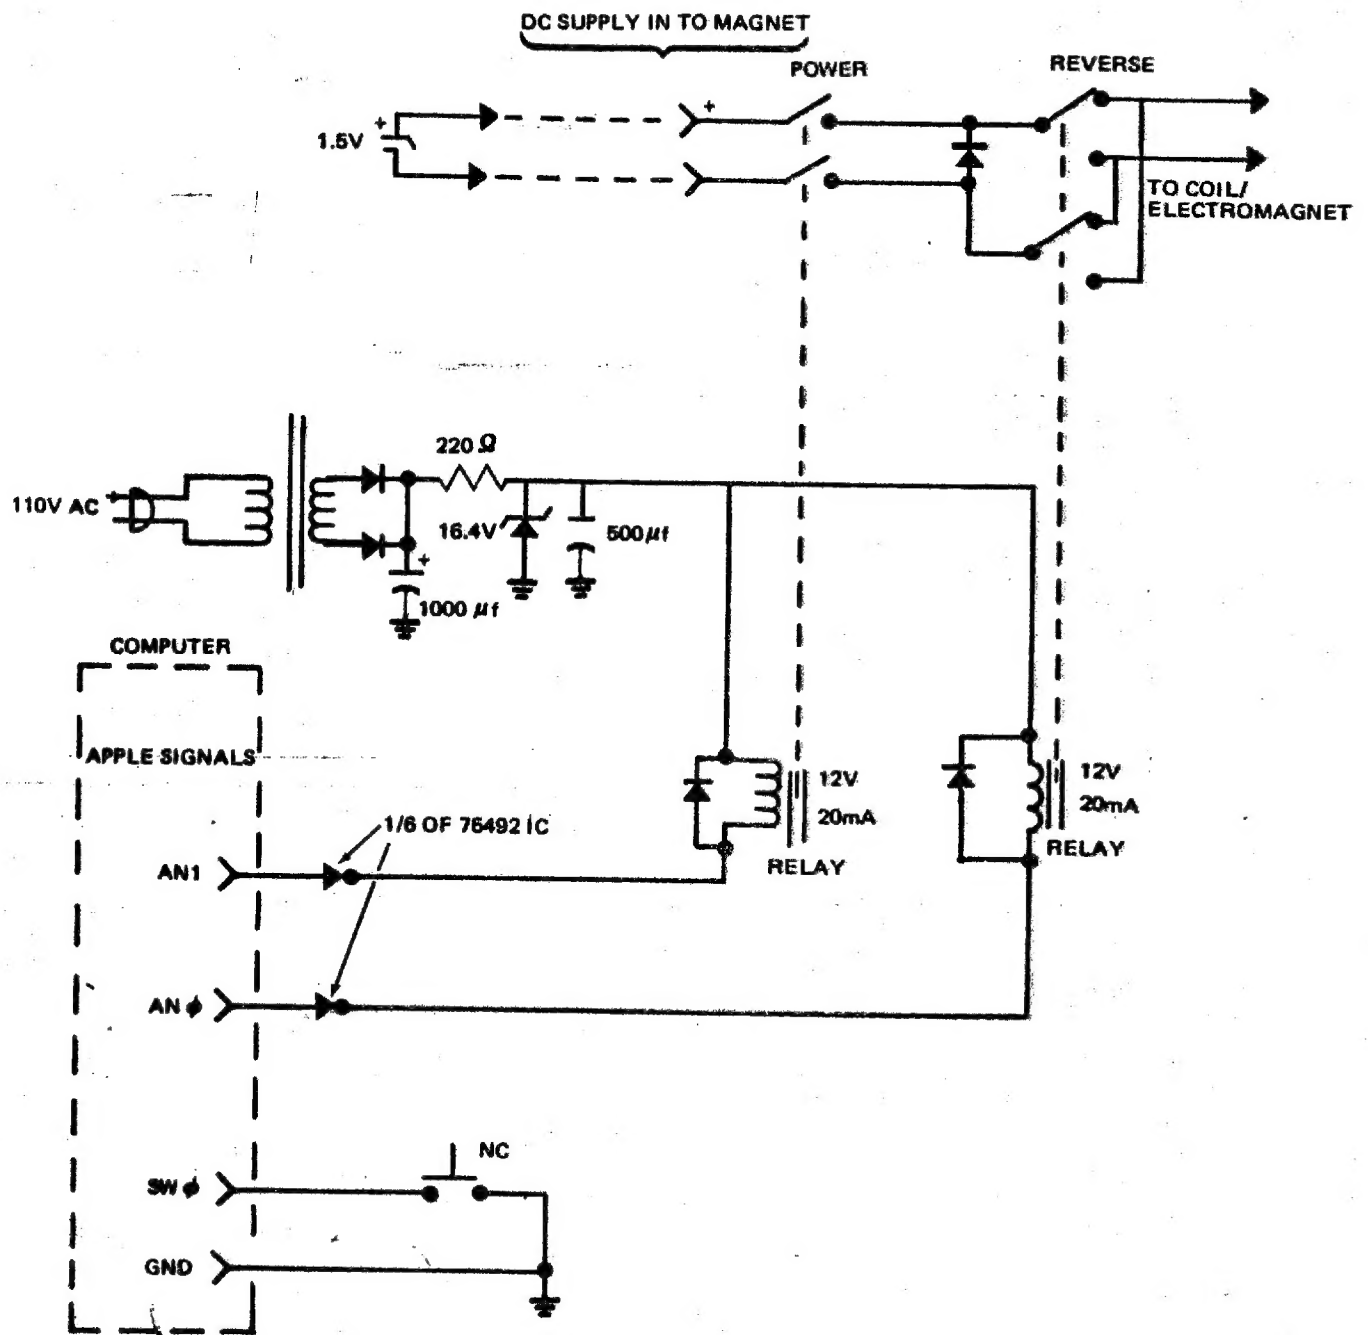 DC SUPPLY IN TO MAGNET
POWER
REVERSE
+
+
1.5V
TO COIL/
ELECTROMAGNET
220 Ω
110V AC
16.4V
500 µf
+
1000 µf
COMPUTER
APPLE SIGNALS
12V
20mA
RELAY
12V
20mA
RELAY
1/6 OF 75492 IC
AN1
AN ϕ
NC
SW ϕ
GND